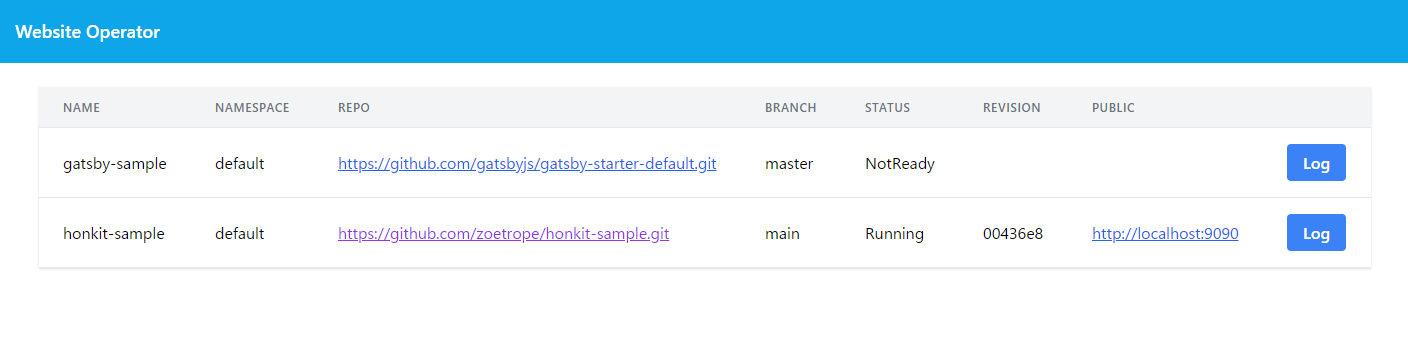 Website Operator
NAME NAMESPACE REPO BRANCH STATUS REVISION PUBLIC
gatsby-sample default https://github.com/gatsbyjs/gatsby-starter-default.git master NotReady Log
honkit-sample default https://github.com/zoetrope/honkit-sample.git main Running 00436e8 http://localhost:9090 Log